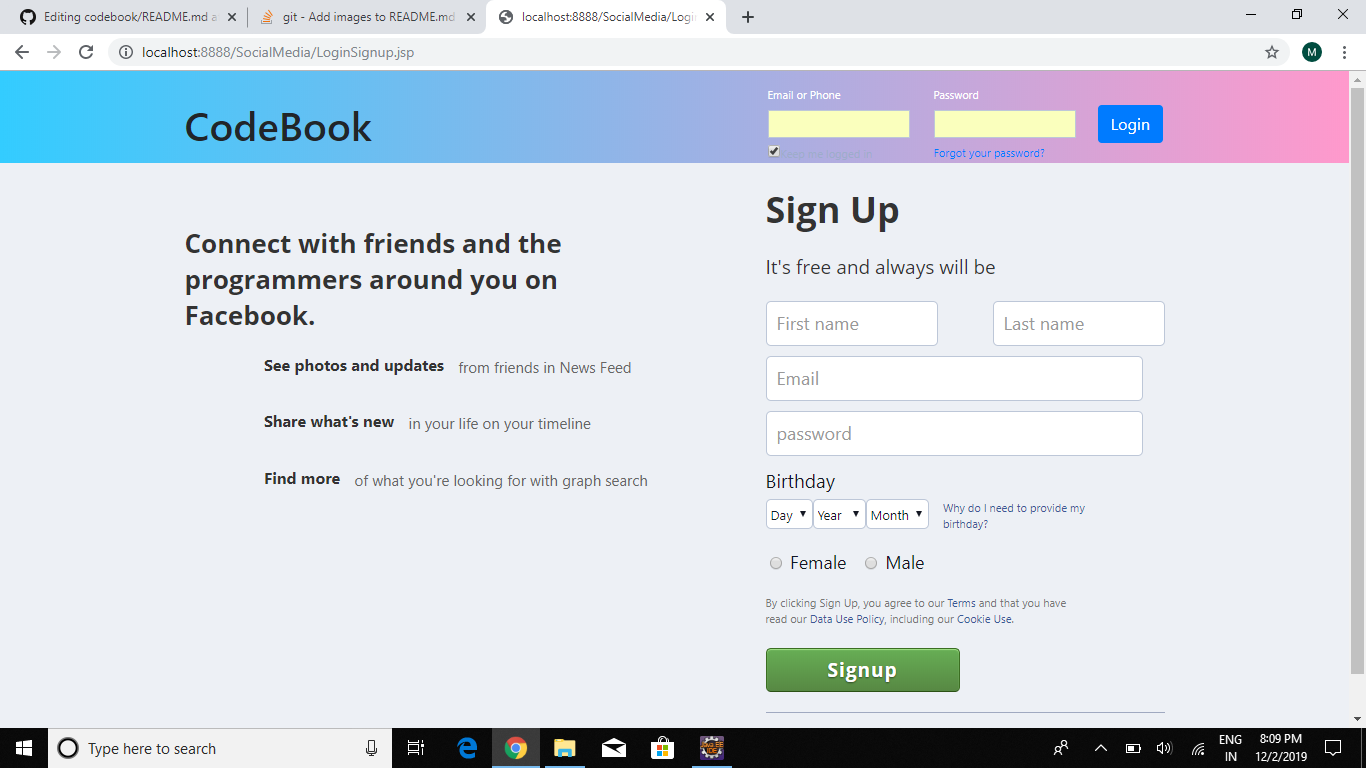 Editing codebook/README.md a
git - Add images to README.md
localhost:8888/SocialMedia/Logi
localhost:8888/SocialMedia/LoginSignup.jsp
M
CodeBook
Email or Phone
Password
Login
Keep me logged in
Forgot your password?
Connect with friends and the
programmers around you on
Facebook.
See photos and updates from friends in News Feed
Share what's new in your life on your timeline
Find more of what you're looking for with graph search
Sign Up
It's free and always will be
First name
Last name
Email
password
Birthday
Day
Year
Month
Why do I need to provide my
birthday?
Female
Male
By clicking Sign Up, you agree to our Terms and that you have
read our Data Use Policy, including our Cookie Use.
Signup
Type here to search
Java EE
IDE
ENG
IN
8:09 PM
12/2/2019